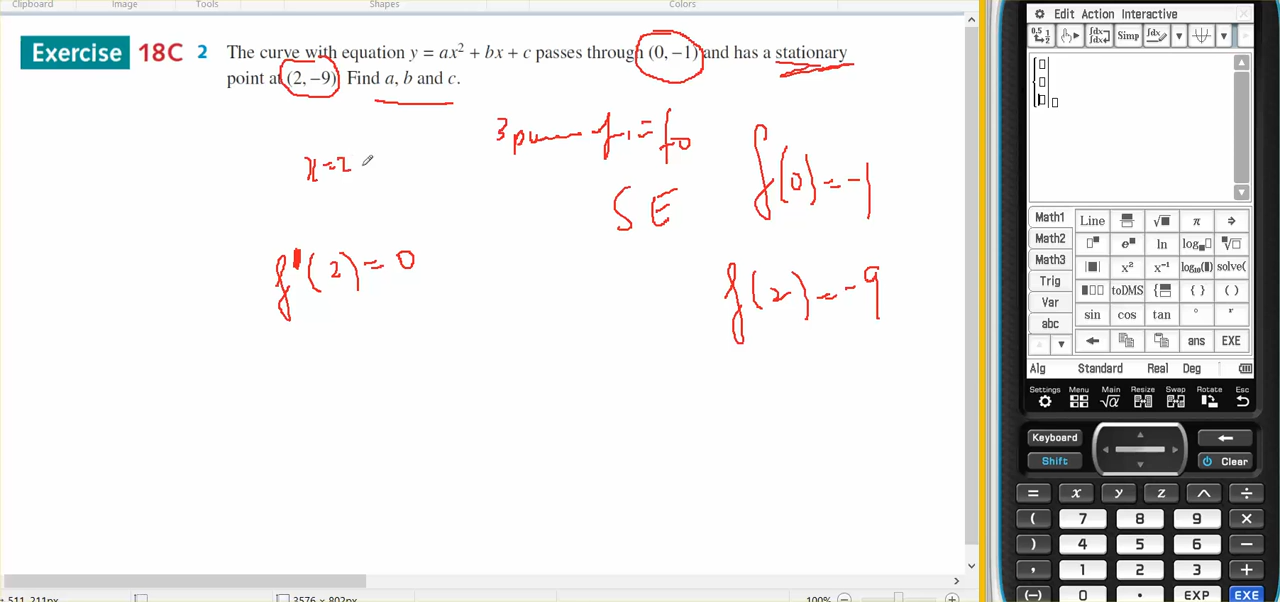 Clipboard Image Tools Shapes Colors
Exercise 18C 2 The curve with equation y = ax² + bx + c passes through (0, −1) and has a stationary
point at (2, −9). Find a, b and c.
x=2
f'(2)=0
SE
f(0)=-1
f(2)=-9
511, 211px 3576 × 802px 100%
Edit Action Interactive
Simp
Math1 Line π
Math2 ln
Math3 x² x⁻¹ solve(
Trig toDMS { } ( )
Var sin cos tan ° r
abc ans EXE
Alg Standard Real Deg
Settings Menu Main Resize Swap Rotate Esc
Keyboard
Shift Clear
= x y z ^ ÷
( 7 8 9 ×
) 4 5 6 −
, 1 2 3 +
(−) 0 . EXP EXE